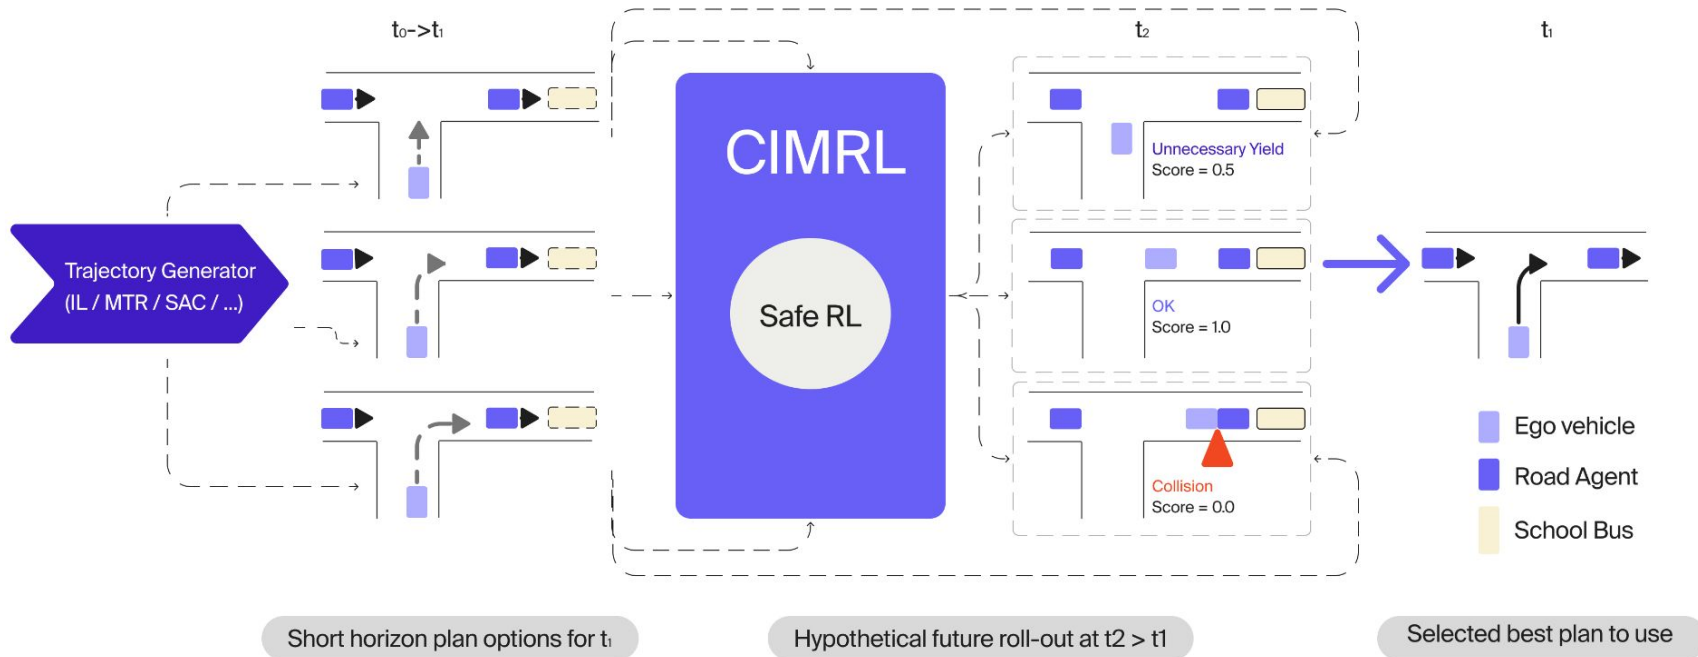 t₀->t₁
t₂
t₁
Trajectory Generator
(IL / MTR / SAC / ...)
CIMRL
Safe RL
Unnecessary Yield
Score = 0.5
OK
Score = 1.0
Collision
Score = 0.0
Ego vehicle
Road Agent
School Bus
Short horizon plan options for t₁
Hypothetical future roll-out at t2 > t1
Selected best plan to use